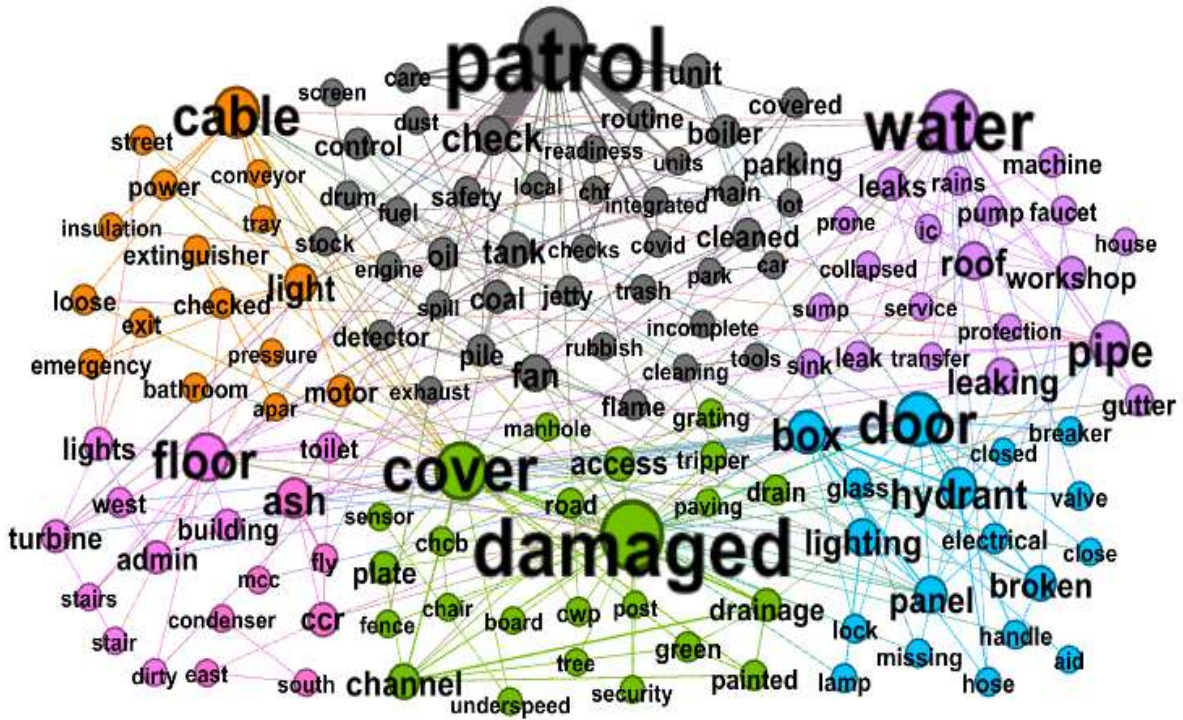 patrol
care
unit
screen
covered
cable
dust
routine
water
street
control
check
readiness
boiler
units
parking
machine
power
conveyor
drum
safety
local
chf
integrated
main
leaks
rains
fuel
lot
insulation
tray
prone
ic
pump
faucet
extinguisher
stock
oil
tank
checks
covid
cleaned
house
engine
park
car
collapsed
roof
workshop
loose
checked
light
spill
coal
jetty
trash
sump
service
exit
detector
incomplete
protection
emergency
pressure
pile
rubbish
pipe
bathroom
motor
exhaust
fan
cleaning
tools
sink
leak
transfer
leaking
apar
flame
grating
gutter
manhole
lights
floor
toilet
cover
access
tripper
box
door
breaker
closed
west
ash
road
paving
drain
glass
hydrant
valve
turbine
building
sensor
damaged
admin
chcb
lighting
electrical
close
mcc
fly
plate
stairs
panel
broken
condenser
ccr
fence
chair
board
cwp
post
drainage
stair
lock
handle
green
missing
aid
dirty
east
south
channel
tree
painted
lamp
hose
underspeed
security